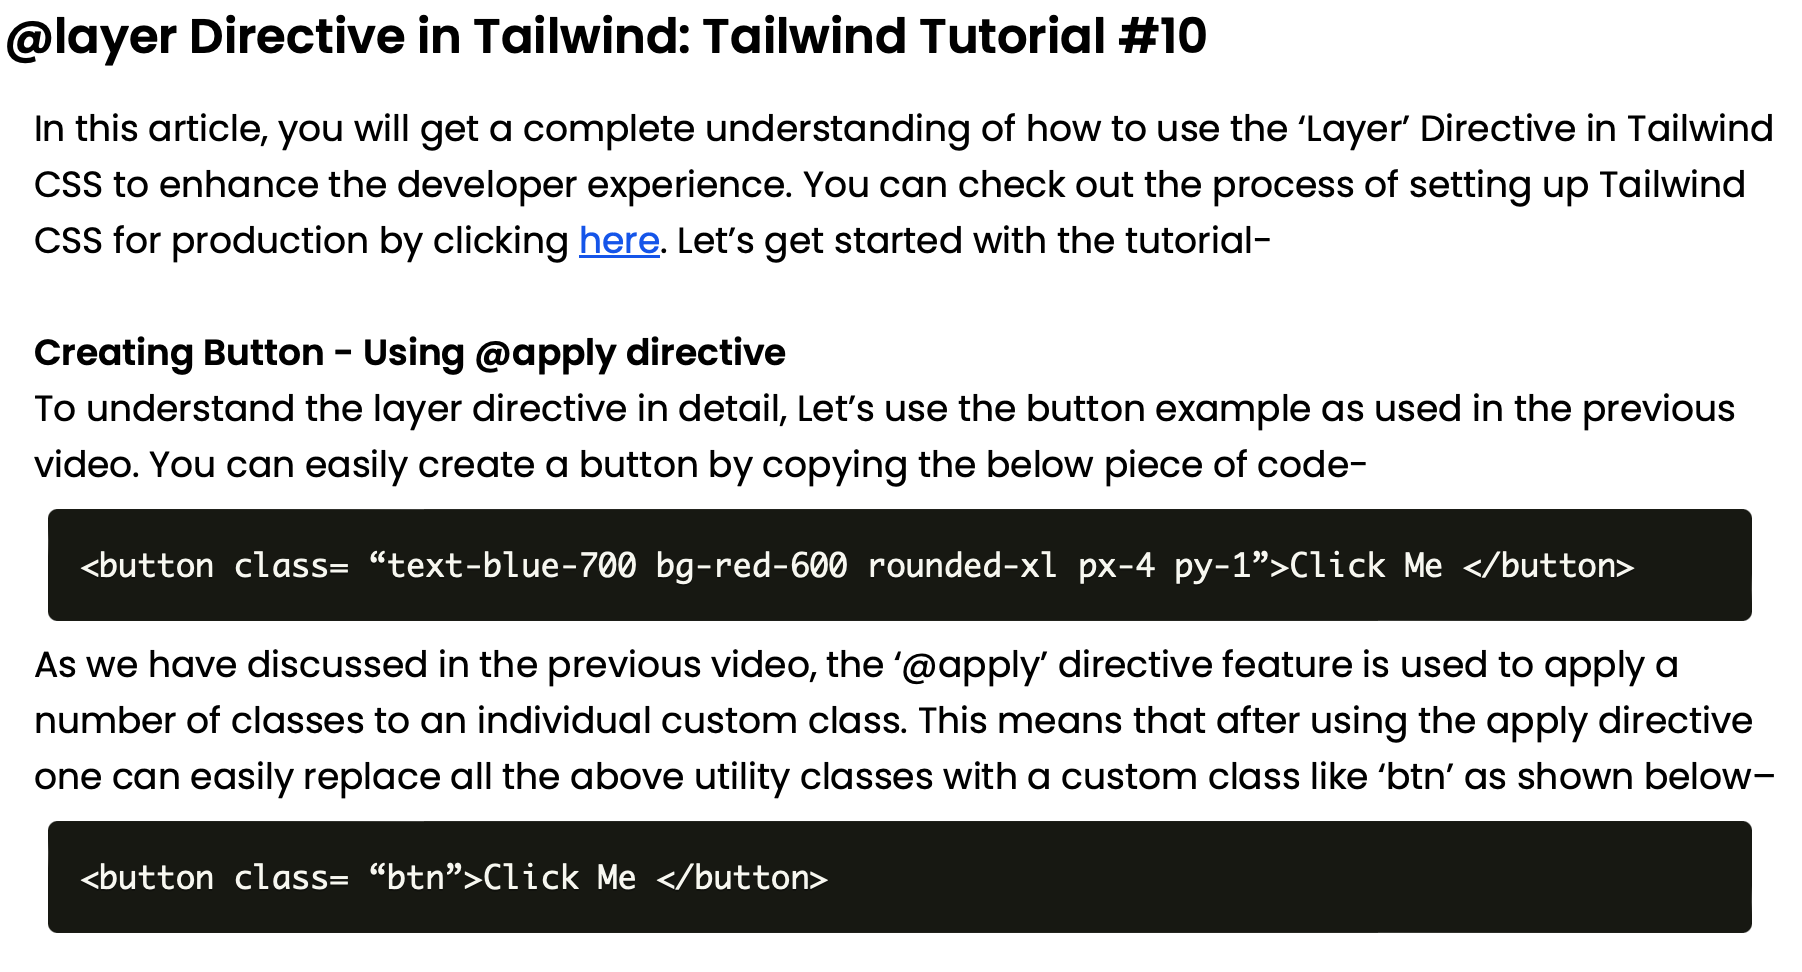 @layer Directive in Tailwind: Tailwind Tutorial #10
In this article, you will get a complete understanding of how to use the ‘Layer’ Directive in Tailwind
CSS to enhance the developer experience. You can check out the process of setting up Tailwind
CSS for production by clicking here. Let’s get started with the tutorial-
Creating Button - Using @apply directive
To understand the layer directive in detail, Let’s use the button example as used in the previous
video. You can easily create a button by copying the below piece of code-
<button class= “text-blue-700 bg-red-600 rounded-xl px-4 py-1”>Click Me </button>
As we have discussed in the previous video, the ‘@apply’ directive feature is used to apply a
number of classes to an individual custom class. This means that after using the apply directive
one can easily replace all the above utility classes with a custom class like ‘btn’ as shown below–
<button class= “btn”>Click Me </button>